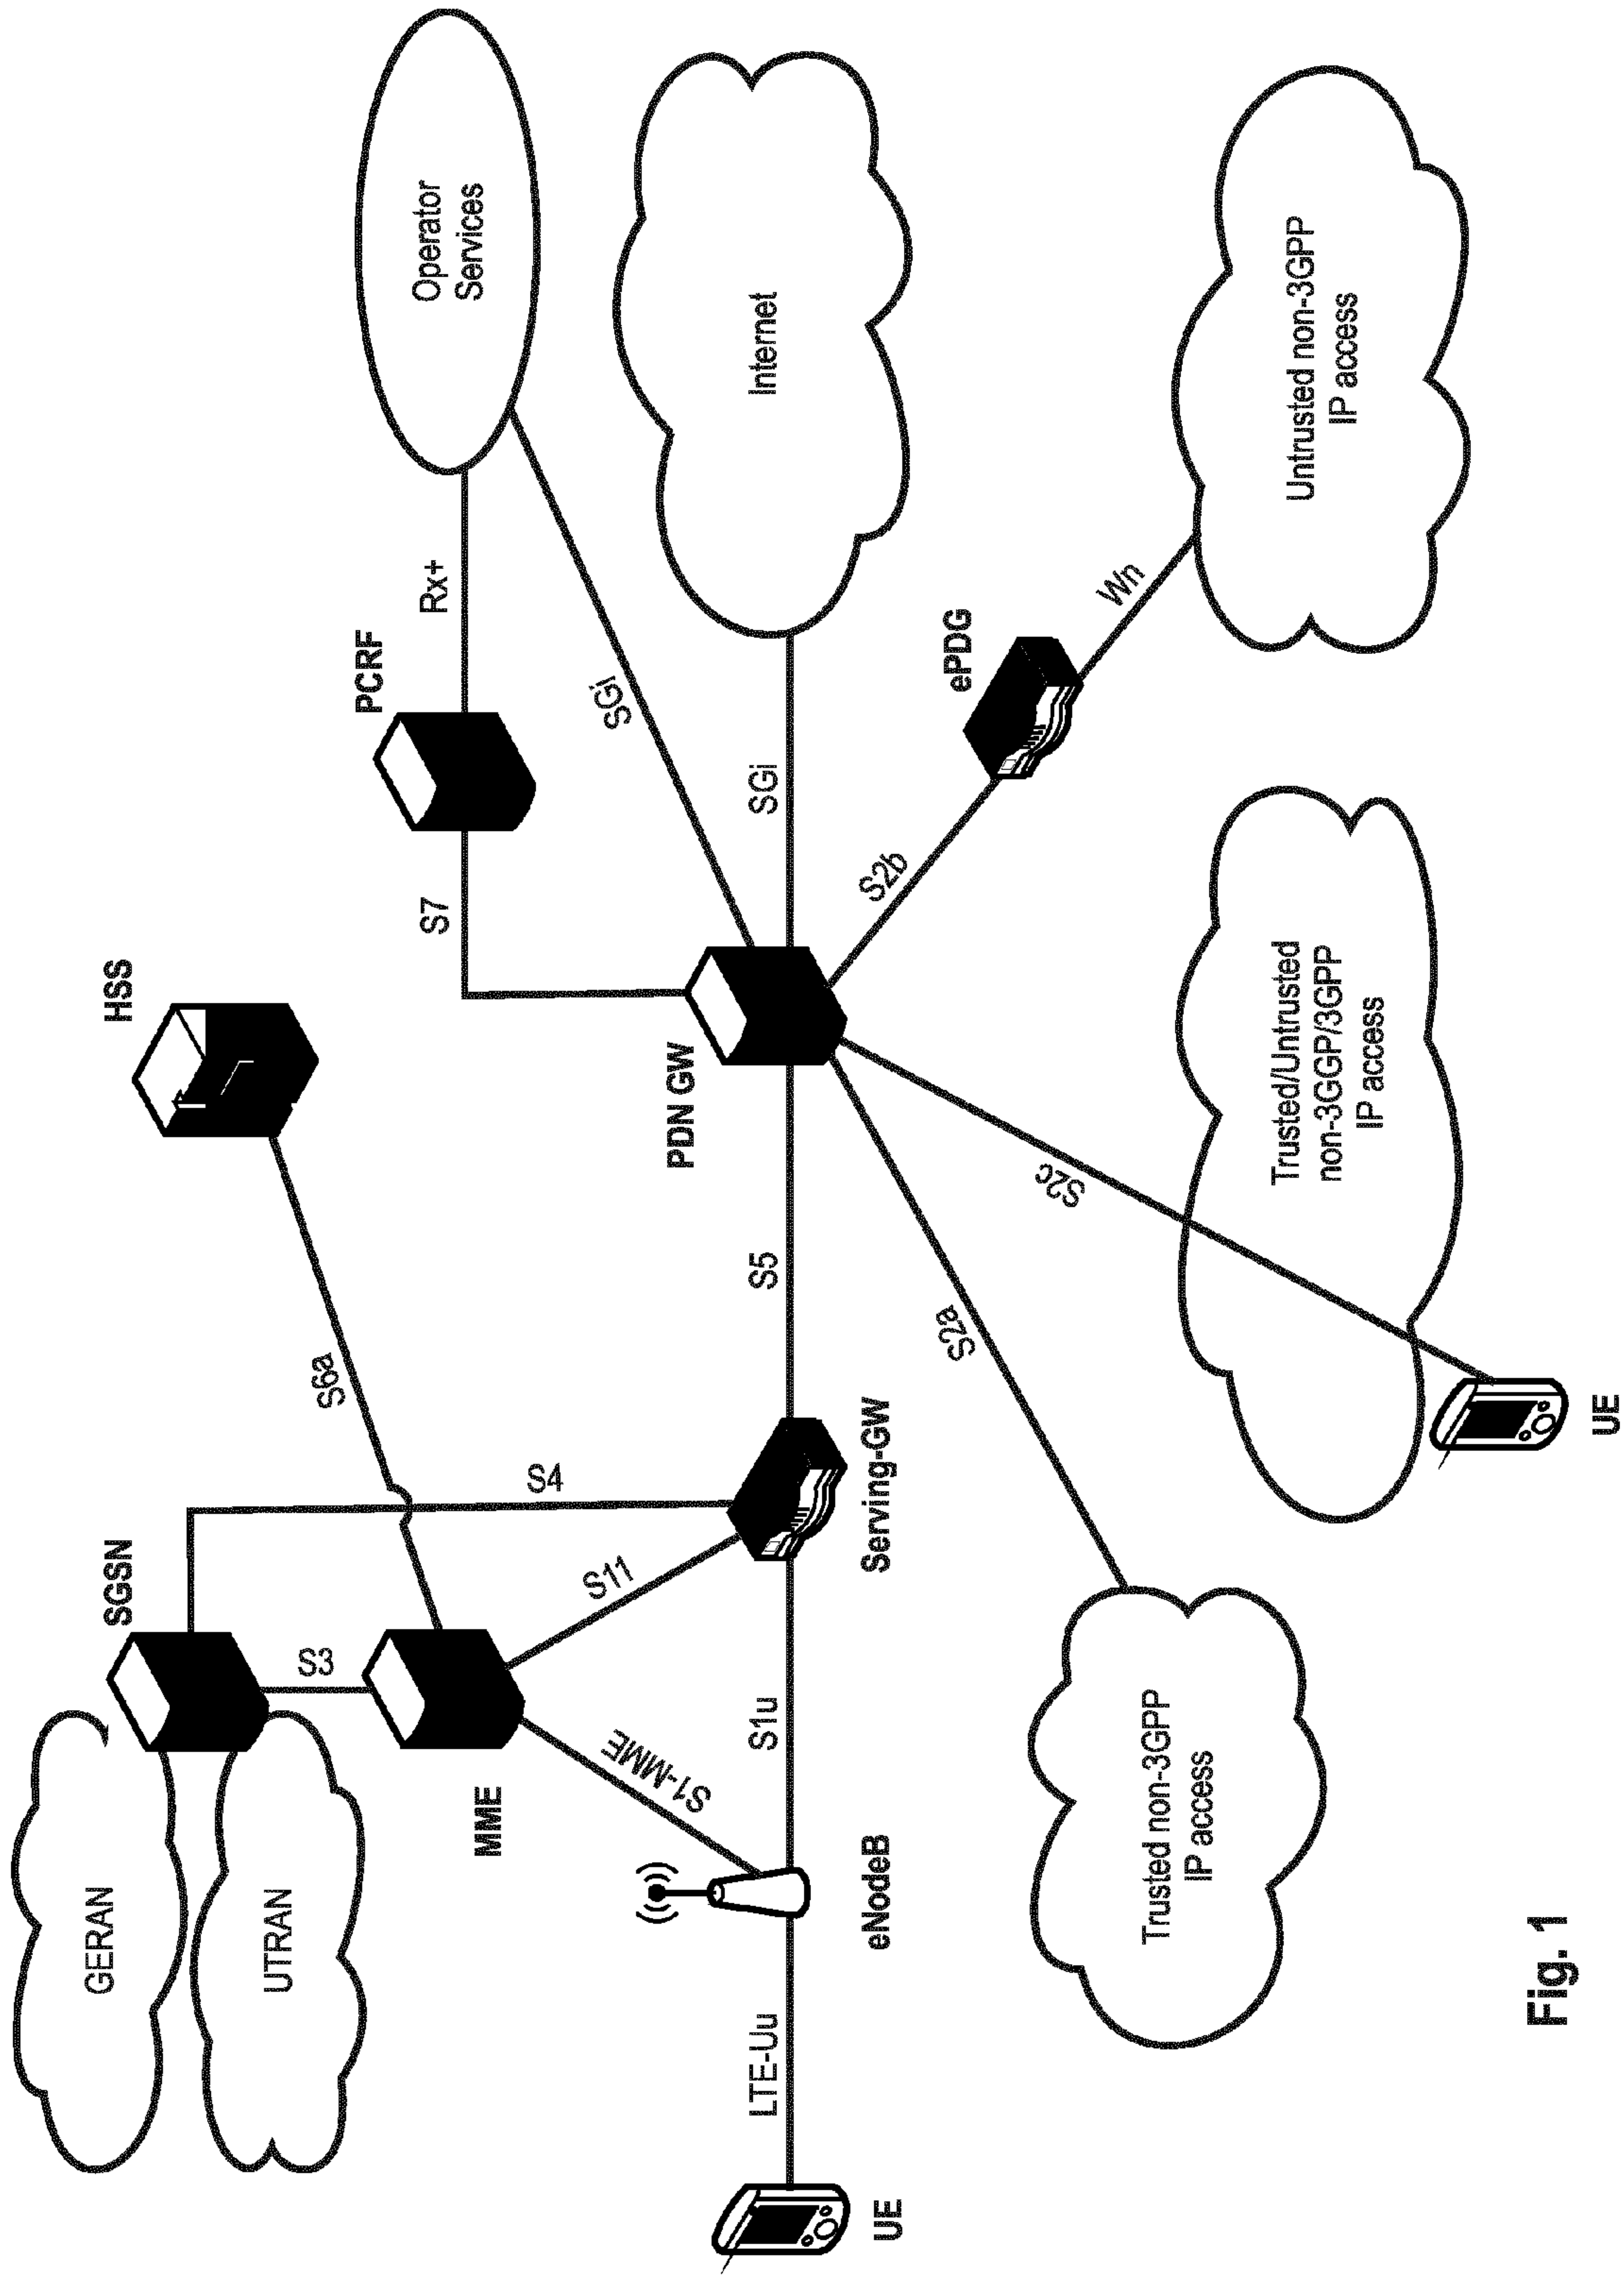 GERAN
UTRAN
SGSN
HSS
S3
S6a
S4
MME
S11
S1-MME
PCRF
S7
Rx+
Operator
Services
SGi
UE
LTE-Uu
eNodeB
S1u
Serving-GW
S5
PDN GW
SGi
Internet
S2a
S2c
S2b
ePDG
Wn
Trusted non-3GPP
IP access
Trusted/Untrusted
non-3GGP/3GPP
IP access
Untrusted non-3GPP
IP access
UE
Fig. 1